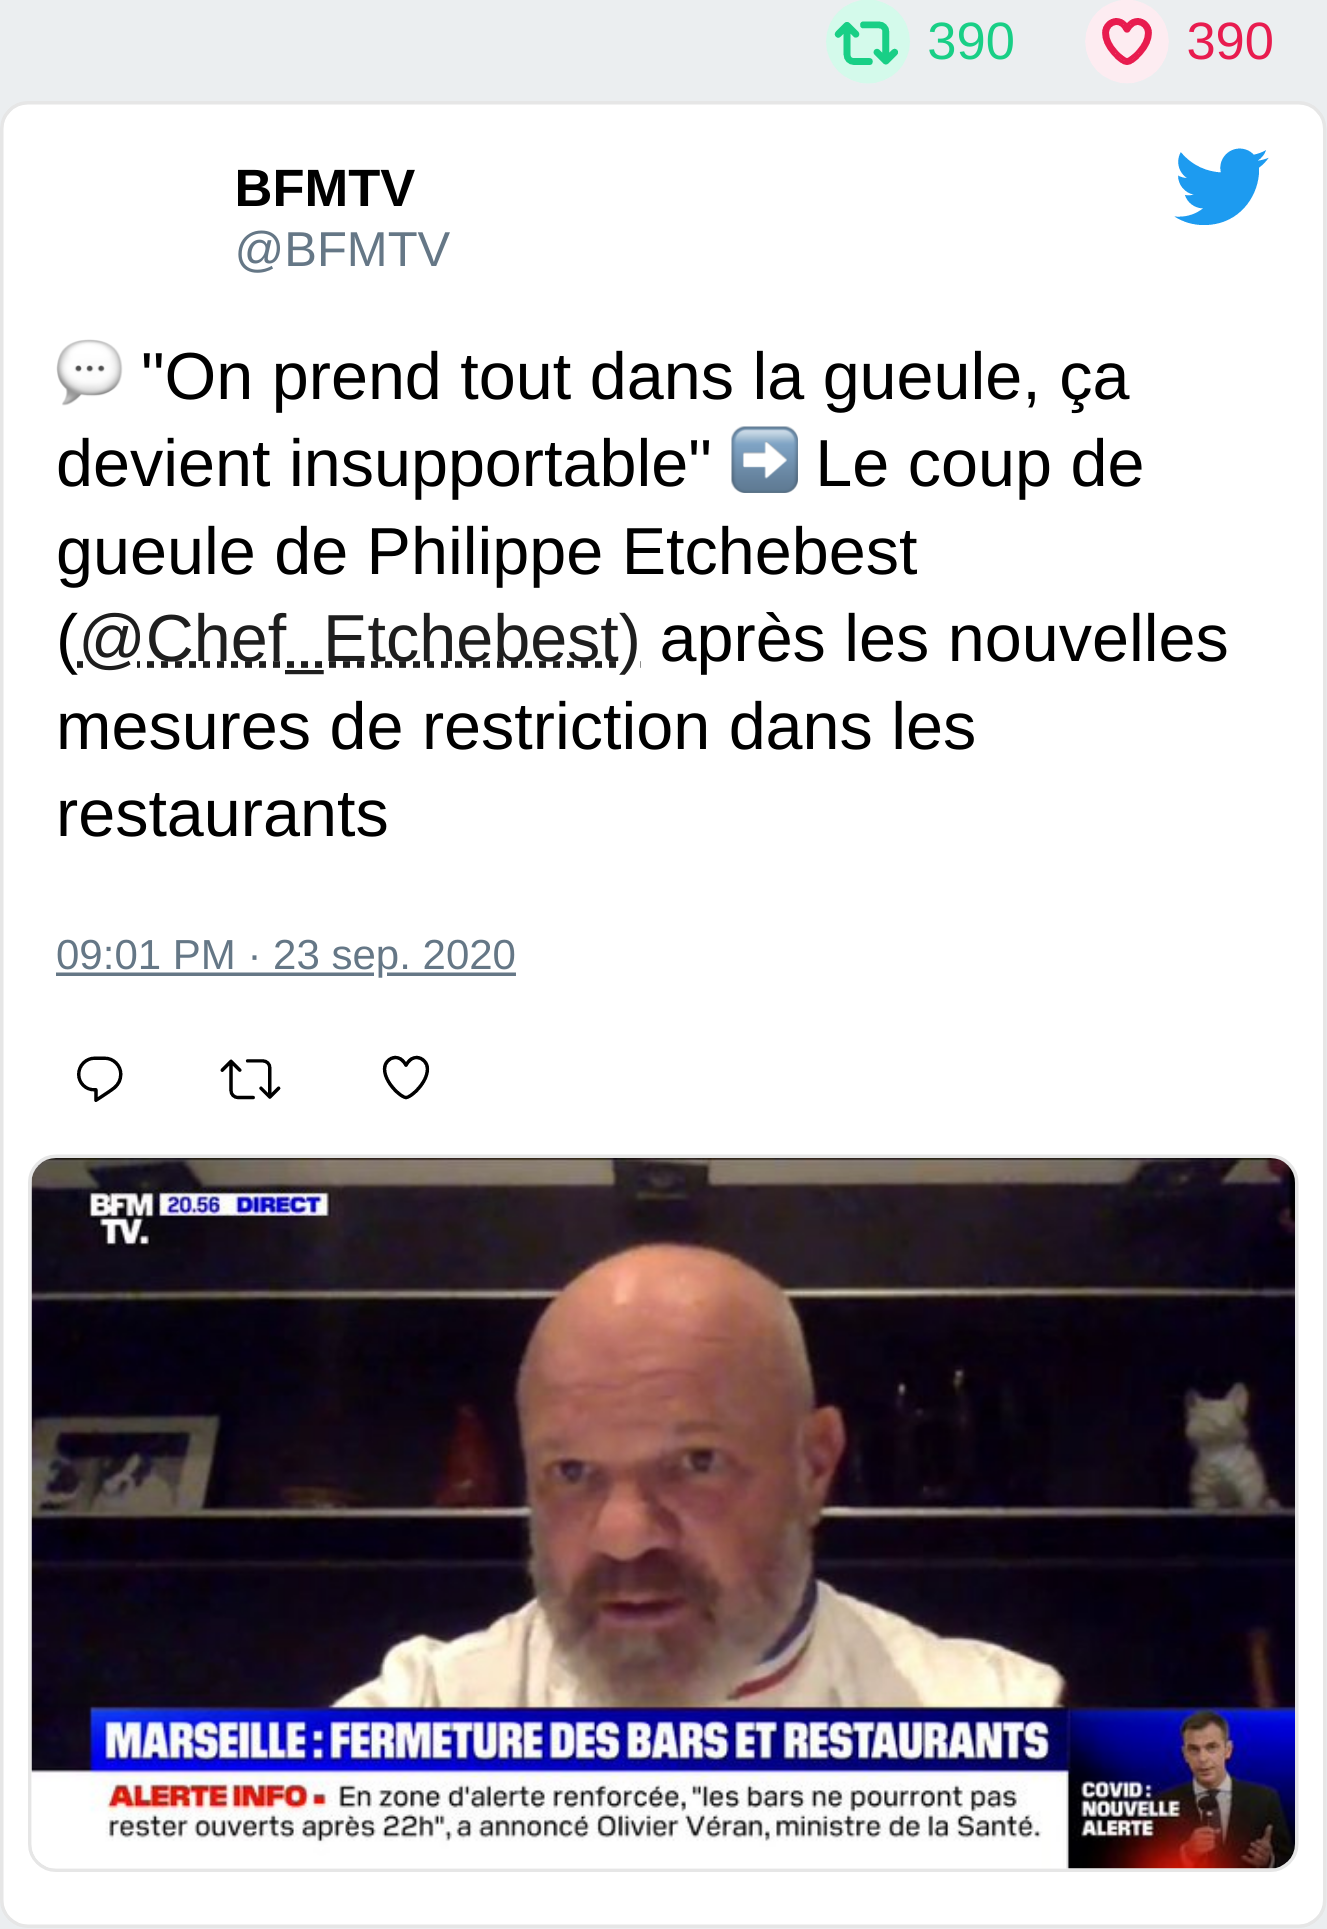 390 390
BFMTV
@BFMTV
💬 "On prend tout dans la gueule, ça
devient insupportable" ➡️ Le coup de
gueule de Philippe Etchebest
(@Chef_Etchebest) après les nouvelles
mesures de restriction dans les
restaurants
09:01 PM · 23 sep. 2020
BFM 20.56 DIRECT
TV.
MARSEILLE : FERMETURE DES BARS ET RESTAURANTS
ALERTE INFO ▪ En zone d'alerte renforcée, "les bars ne pourront pas
rester ouverts après 22h", a annoncé Olivier Véran, ministre de la Santé.
COVID :
NOUVELLE
ALERTE